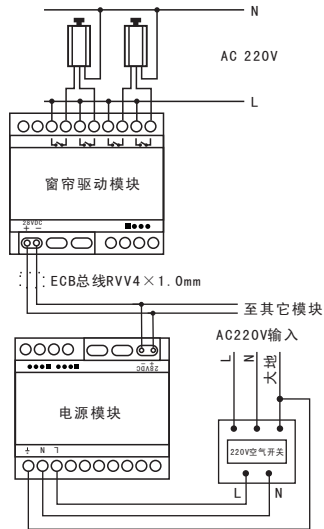 N
AC 220V
L
窗帘驱动模块
28VDC
+ −
ECB总线RVV4×1.0mm
至其它模块
AC220V输入
L N 大地
28VDC
电源模块
N L
220V空气开关
L N